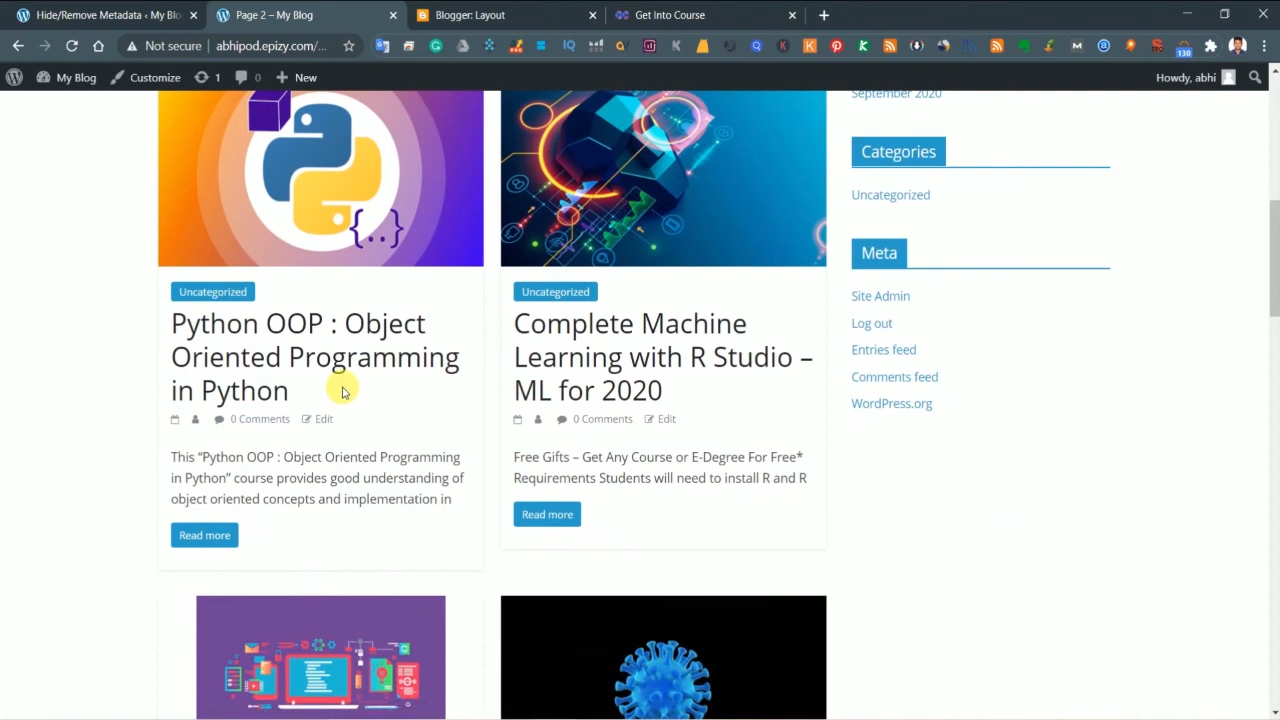 Hide/Remove Metadata ‹ My Blo
Page 2 – My Blog
Blogger: Layout
Get Into Course
Not secure
abhipod.epizy.com/...
130
My Blog
Customize
1
0
New
Howdy, abhi
September 2020
Categories
Uncategorized
Meta
Site Admin
Log out
Entries feed
Comments feed
WordPress.org
{..}
Uncategorized
Python OOP : Object
Oriented Programming
in Python
0 Comments
Edit
This “Python OOP : Object Oriented Programming
in Python” course provides good understanding of
object oriented concepts and implementation in
Read more
Uncategorized
Complete Machine
Learning with R Studio –
ML for 2020
0 Comments
Edit
Free Gifts – Get Any Course or E-Degree For Free*
Requirements Students will need to install R and R
Read more